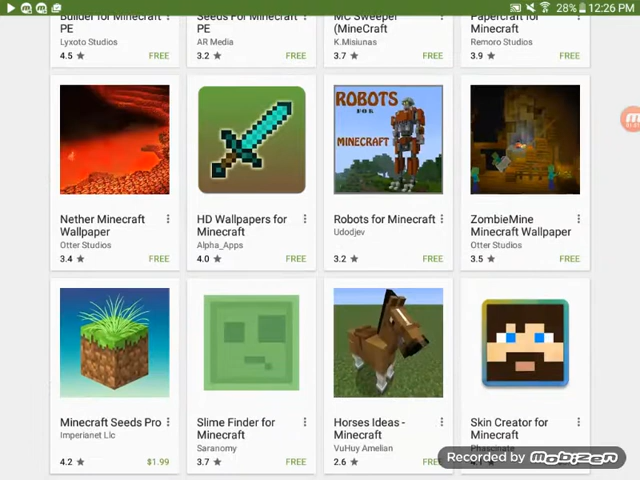 28% 12:26 PM
Builder for Minecraft Seeds For Minecraft MC Sweeper Papercraft for
PE PE (MineCraft Minecraft
Lyxoto Studios AR Media K.Misiunas Remoro Studios
4.5 ★ FREE 3.2 ★ FREE 3.7 ★ FREE 3.9 ★ FREE
ROBOTS
FOR
MINECRAFT
Nether Minecraft HD Wallpapers for Robots for Minecraft ZombieMine
Wallpaper Minecraft Udodjev Minecraft Wallpaper
Otter Studios Alpha_Apps Otter Studios
3.4 ★ FREE 4.0 ★ FREE 3.2 ★ FREE 3.5 ★ FREE
Minecraft Seeds Pro Slime Finder for Horses Ideas - Skin Creator for
Imperianet Llc Minecraft Minecraft Minecraft
Saranomy VuHuy Amelian Phascinate
4.2 ★ $1.99 3.7 ★ FREE 2.6 ★ FREE
Recorded by Mobizen